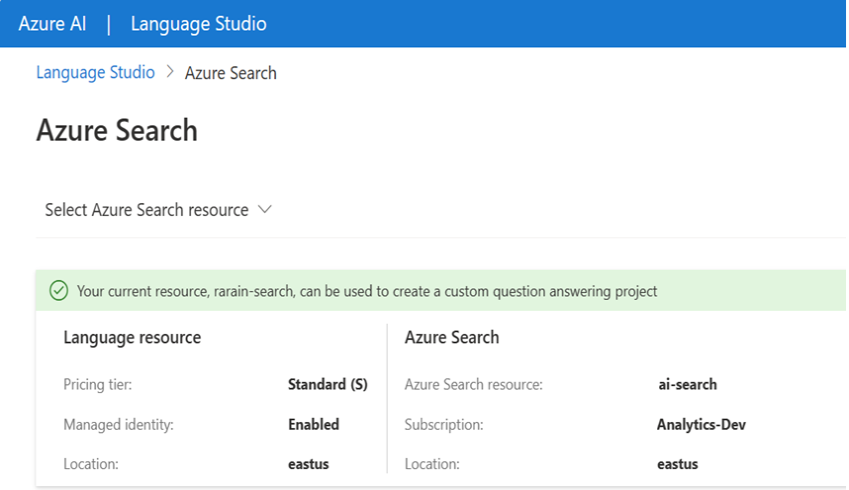 Azure AI | Language Studio
Language Studio > Azure Search
Azure Search
Select Azure Search resource
Your current resource, rarain-search, can be used to create a custom question answering project
Language resource
Pricing tier: Standard (S)
Managed identity: Enabled
Location: eastus
Azure Search
Azure Search resource: ai-search
Subscription: Analytics-Dev
Location: eastus